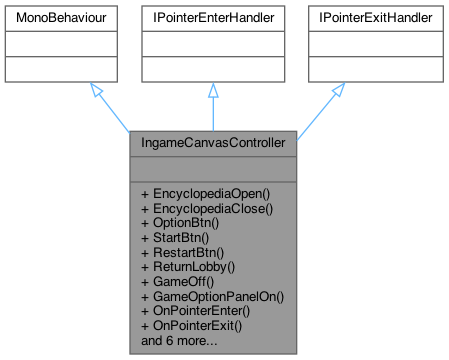 MonoBehaviour
IPointerEnterHandler
IPointerExitHandler
IngameCanvasController
+ EncyclopediaOpen()
+ EncyclopediaClose()
+ OptionBtn()
+ StartBtn()
+ RestartBtn()
+ ReturnLobby()
+ GameOff()
+ GameOptionPanelOn()
+ OnPointerEnter()
+ OnPointerExit()
and 6 more...